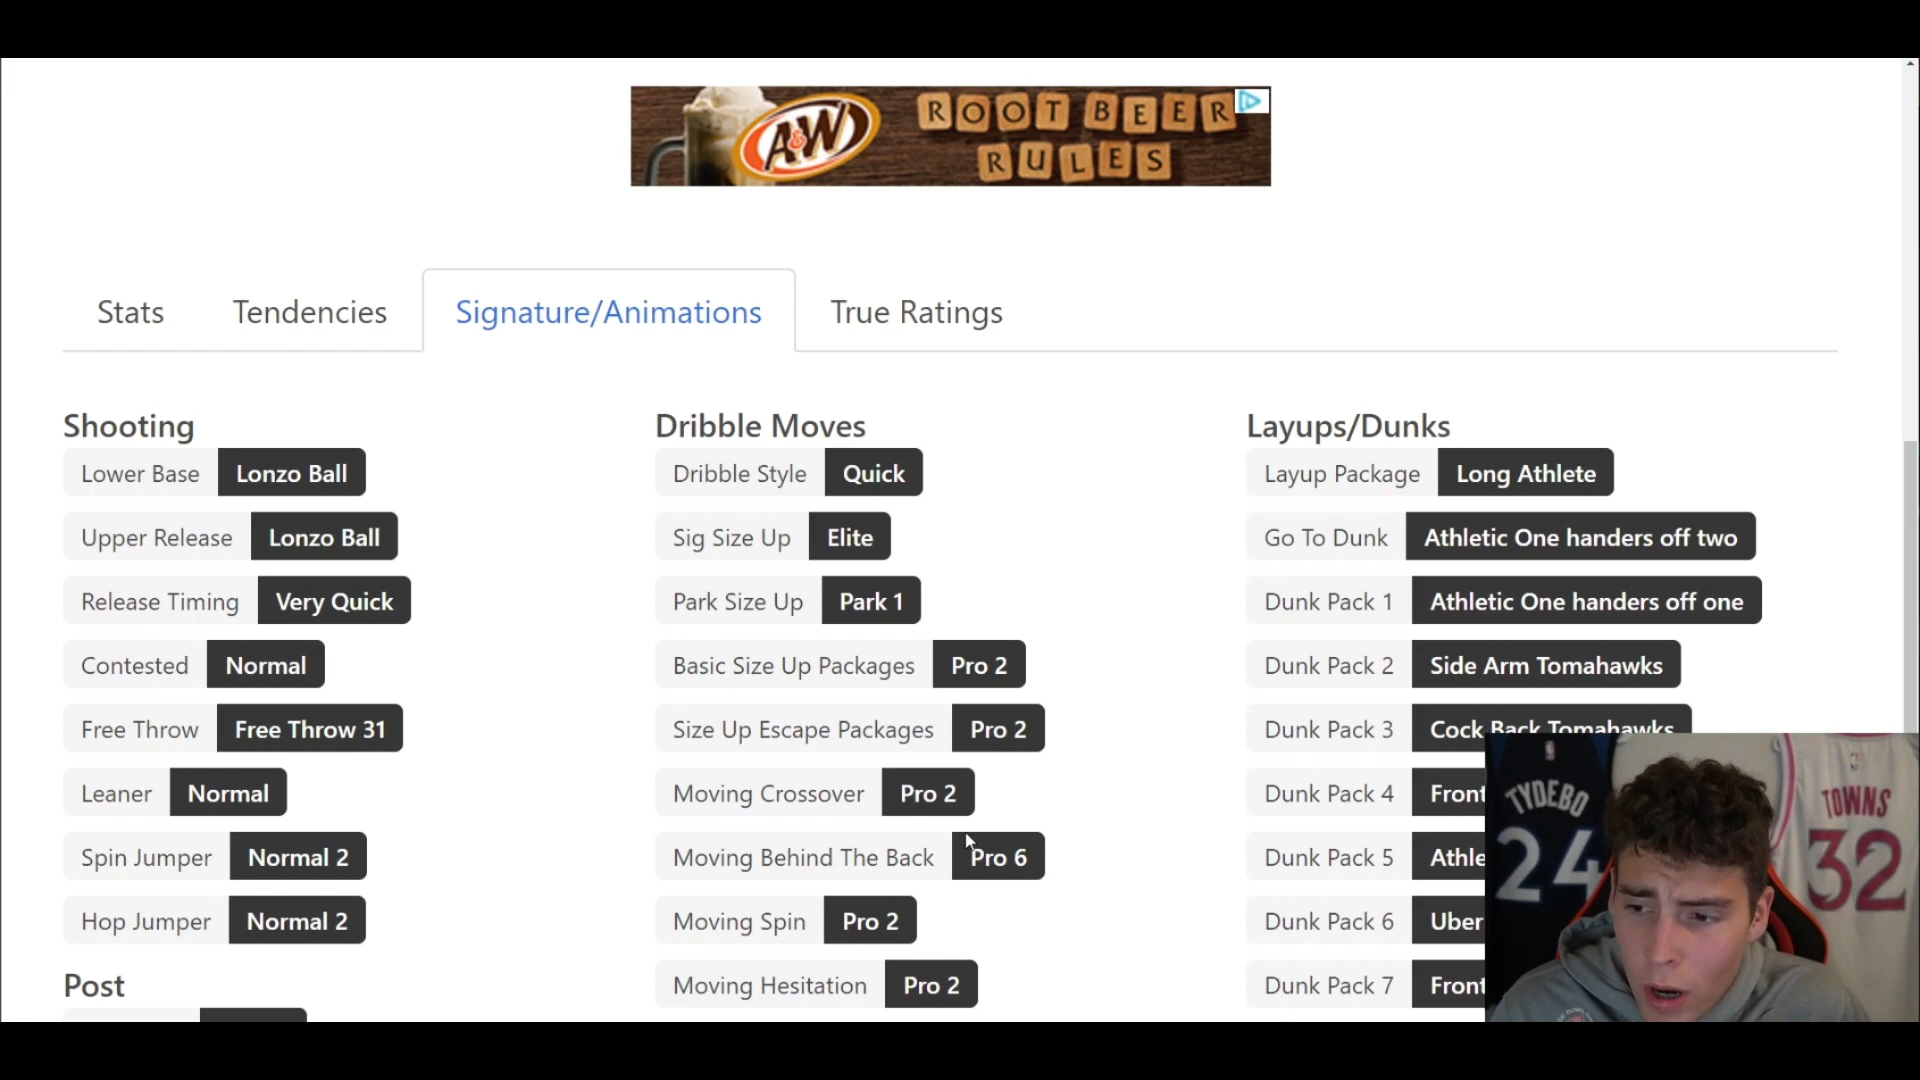 A&W
ROOT BEER
RULES
Stats
Tendencies
Signature/Animations
True Ratings
Shooting
Lower Base Lonzo Ball
Upper Release Lonzo Ball
Release Timing Very Quick
Contested Normal
Free Throw Free Throw 31
Leaner Normal
Spin Jumper Normal 2
Hop Jumper Normal 2
Post
Dribble Moves
Dribble Style Quick
Sig Size Up Elite
Park Size Up Park 1
Basic Size Up Packages Pro 2
Size Up Escape Packages Pro 2
Moving Crossover Pro 2
Moving Behind The Back Pro 6
Moving Spin Pro 2
Moving Hesitation Pro 2
Layups/Dunks
Layup Package Long Athlete
Go To Dunk Athletic One handers off two
Dunk Pack 1 Athletic One handers off one
Dunk Pack 2 Side Arm Tomahawks
Dunk Pack 3 Cock Back Tomahawks
Dunk Pack 4 Front
Dunk Pack 5 Athle
Dunk Pack 6 Uber
Dunk Pack 7 Front
TYDEBO
24
TOWNS
32